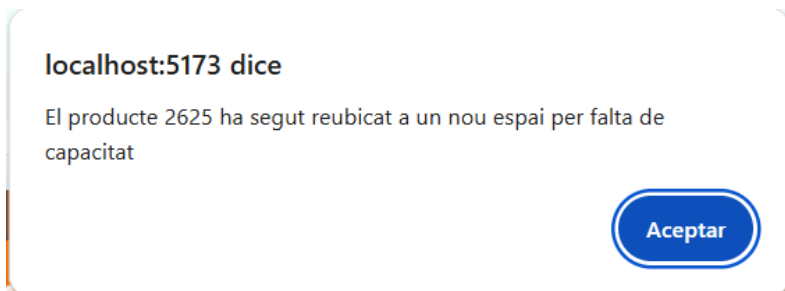 localhost:5173 dice
El producte 2625 ha segut reubicat a un nou espai per falta de
capacitat
Aceptar